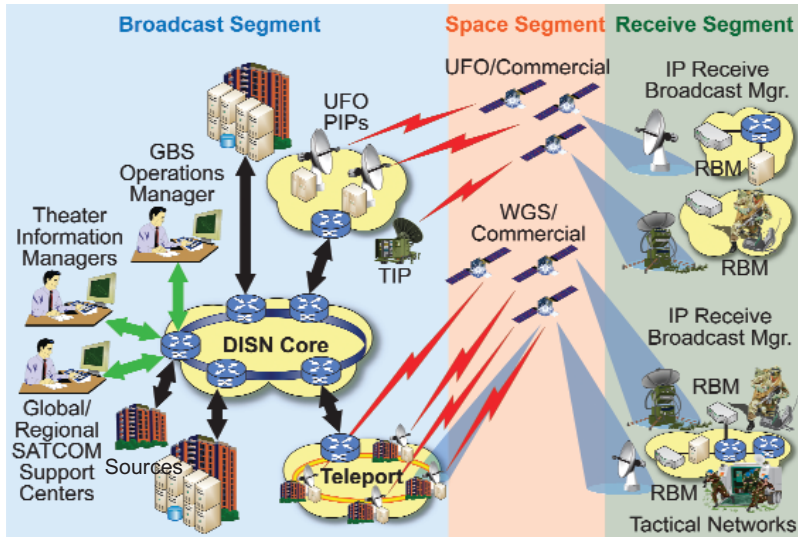 Broadcast Segment
Space Segment
Receive Segment
UFO
PIPs
GBS
Operations
Manager
Theater
Information
Managers
TIP
DISN Core
Global/
Regional
SATCOM
Support
Centers
Sources
Teleport
UFO/Commercial
WGS/
Commercial
IP Receive
Broadcast Mgr.
RBM
RBM
IP Receive
Broadcast Mgr.
RBM
RBM
Tactical Networks